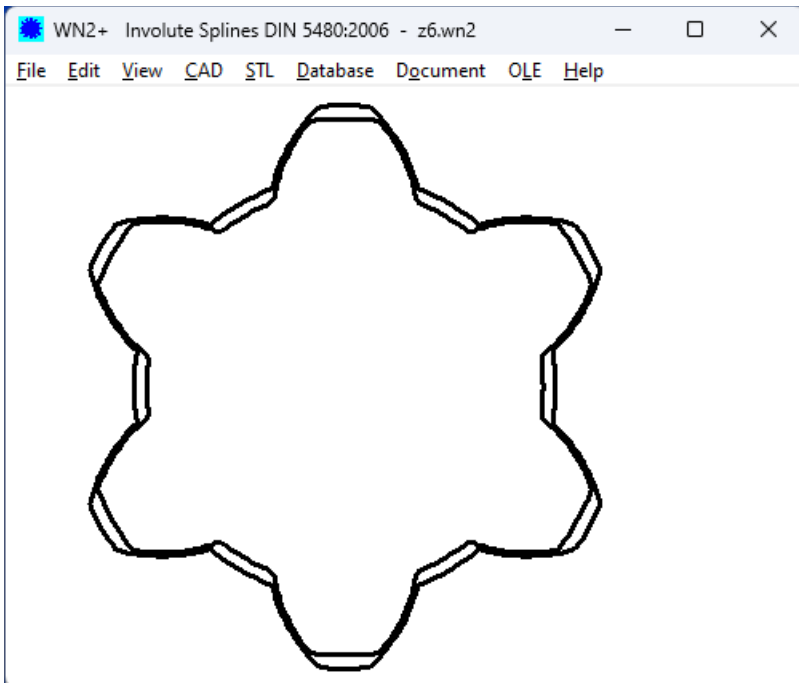 WN2+ Involute Splines DIN 5480:2006 - z6.wn2
File Edit View CAD STL Database Document OLE Help